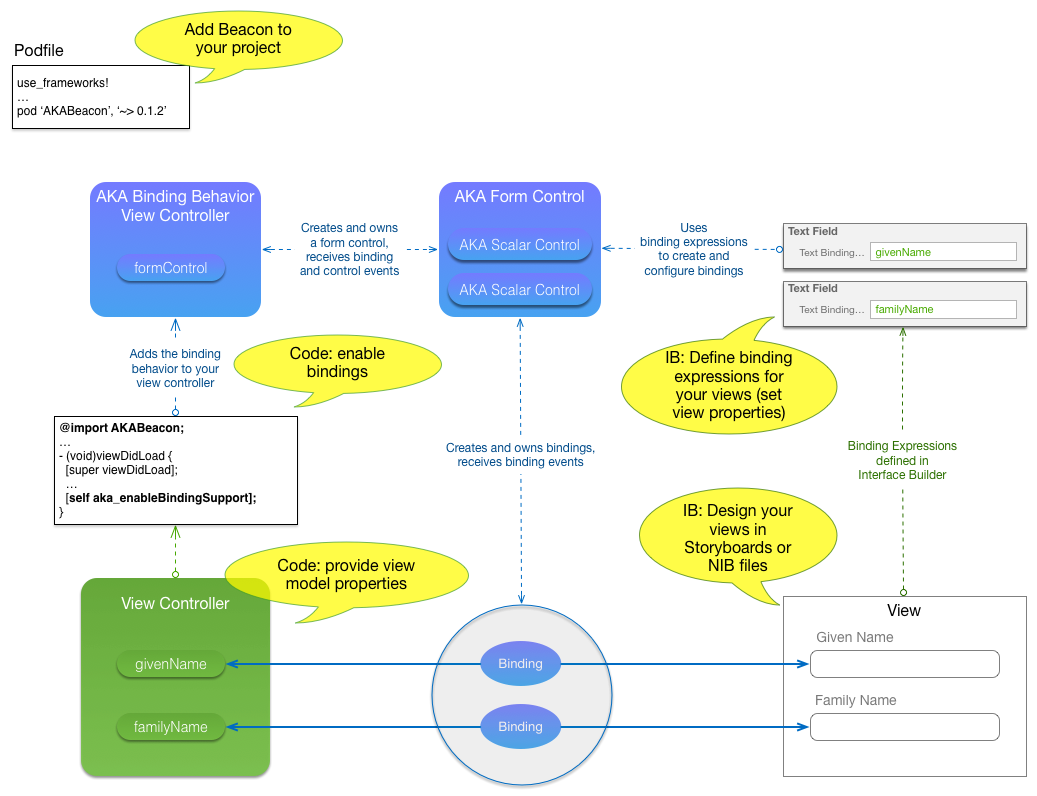 Add Beacon to
your project
Podfile
use_frameworks!
…
pod ‘AKABeacon’, ‘~> 0.1.2’
AKA Binding Behavior
View Controller
formControl
Creates and owns
a form control,
receives binding
and control events
AKA Form Control
AKA Scalar Control
AKA Scalar Control
Uses
binding expressions
to create and
configure bindings
Text Field
Text Binding...
givenName
Text Field
Text Binding...
familyName
Adds the binding
behavior to your
view controller
Code: enable
bindings
IB: Define binding
expressions for
your views (set
view properties)
@import AKABeacon;
…
- (void)viewDidLoad {
[super viewDidLoad];
…
[self aka_enableBindingSupport];
}
Creates and owns bindings,
receives binding events
Binding Expressions
defined in
Interface Builder
IB: Design your
views in
Storyboards or
NIB files
Code: provide view
model properties
View Controller
givenName
familyName
Binding
Binding
View
Given Name
Family Name